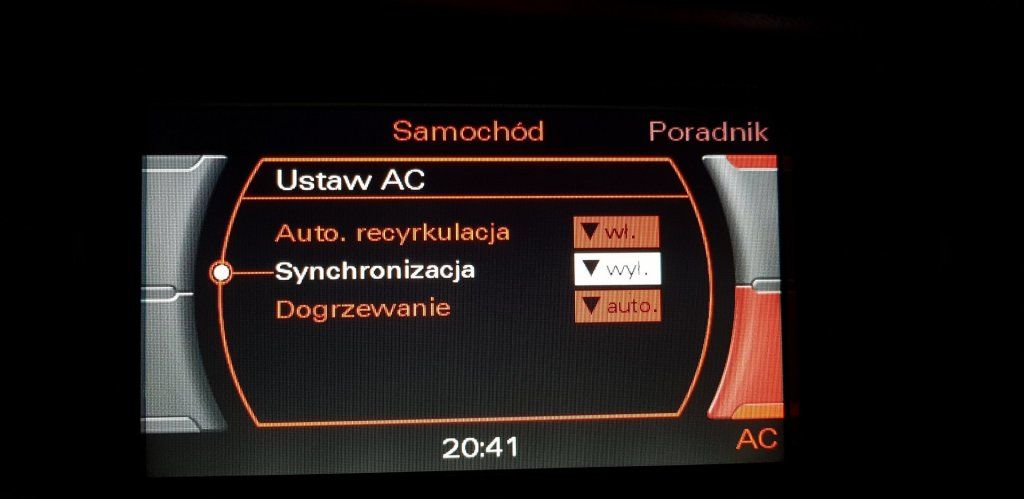 Samochód Poradnik
Ustaw AC
Auto. recyrkulacja ▼ wł.
Synchronizacja ▼ wył.
Dogrzewanie ▼ auto.
20:41
AC